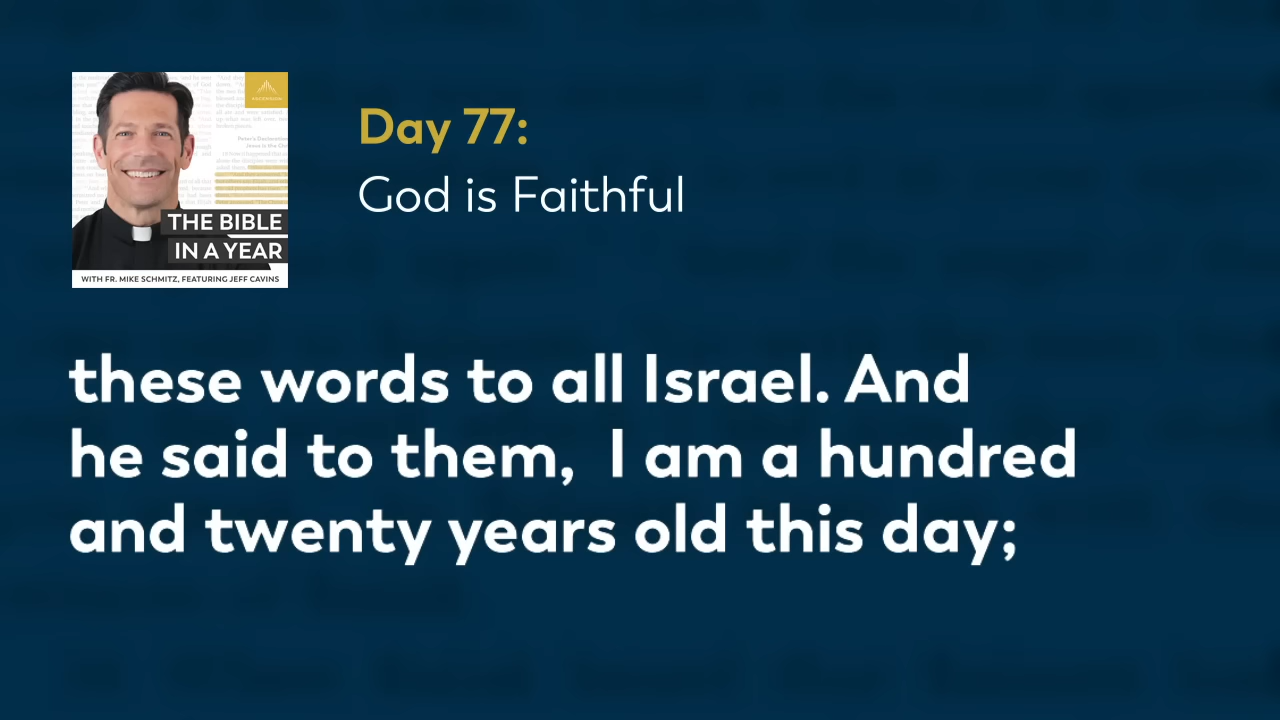 Day 77:
God is Faithful
THE BIBLE
IN A YEAR
WITH FR. MIKE SCHMITZ, FEATURING JEFF CAVINS
these words to all Israel. And
he said to them, I am a hundred
and twenty years old this day;